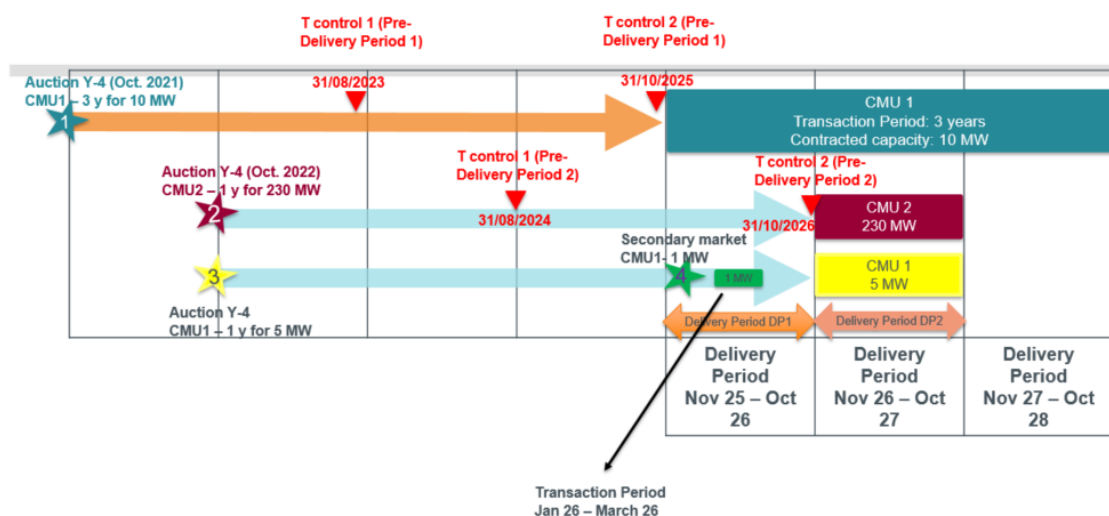 T control 1 (Pre-
Delivery Period 1)
T control 2 (Pre-
Delivery Period 1)
Auction Y-4 (Oct. 2021)
CMU1 – 3 y for 10 MW
31/08/2023
31/10/2025
1
CMU 1
Transaction Period: 3 years
Contracted capacity: 10 MW
Auction Y-4 (Oct. 2022)
CMU2 – 1 y for 230 MW
T control 1 (Pre-
Delivery Period 2)
T control 2 (Pre-
Delivery Period 2)
2
31/08/2024
31/10/2026
CMU 2
230 MW
Secondary market
CMU1- 1 MW
3
4
1 MW
CMU 1
5 MW
Auction Y-4
CMU1 – 1 y for 5 MW
Delivery Period DP1
Delivery Period DP2
Delivery
Period
Nov 25 – Oct
26
Delivery
Period
Nov 26 – Oct
27
Delivery
Period
Nov 27 – Oct
28
Transaction Period
Jan 26 – March 26